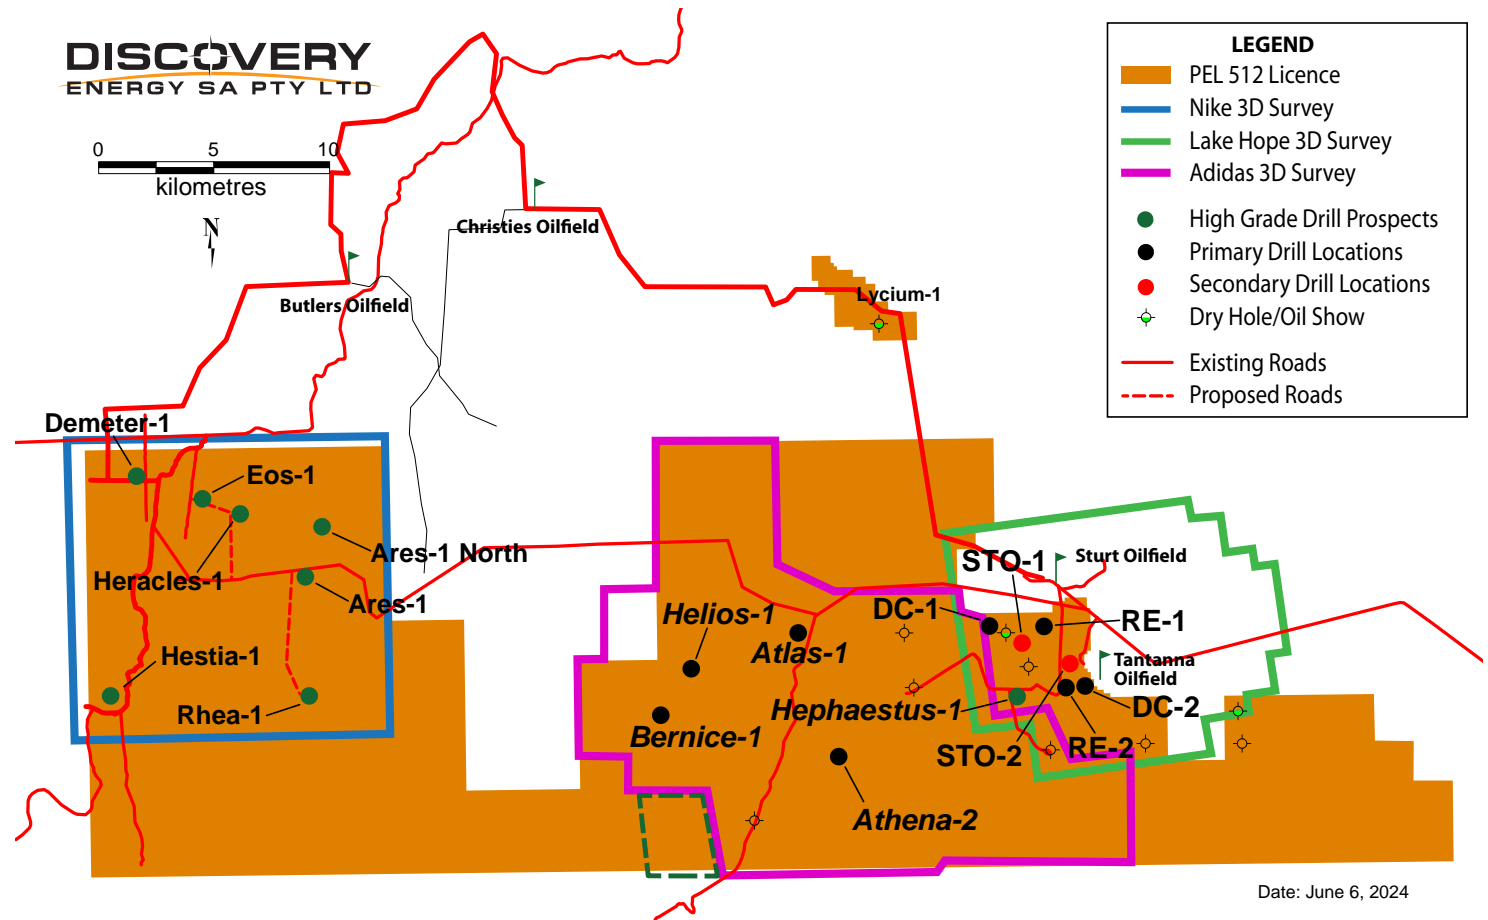 DISCOVERY
ENERGY SA PTY LTD
0 5 10
kilometres
N
LEGEND
PEL 512 Licence
Nike 3D Survey
Lake Hope 3D Survey
Adidas 3D Survey
High Grade Drill Prospects
Primary Drill Locations
Secondary Drill Locations
Dry Hole/Oil Show
Existing Roads
Proposed Roads
Christies Oilfield
Butlers Oilfield
Lycium-1
Demeter-1
Eos-1
Ares-1 North
Heracles-1
Ares-1
Hestia-1
Rhea-1
STO-1
Sturt Oilfield
DC-1
RE-1
Helios-1
Atlas-1
Tantanna
Oilfield
Hephaestus-1
DC-2
Bernice-1
STO-2
RE-2
Athena-2
Date: June 6, 2024